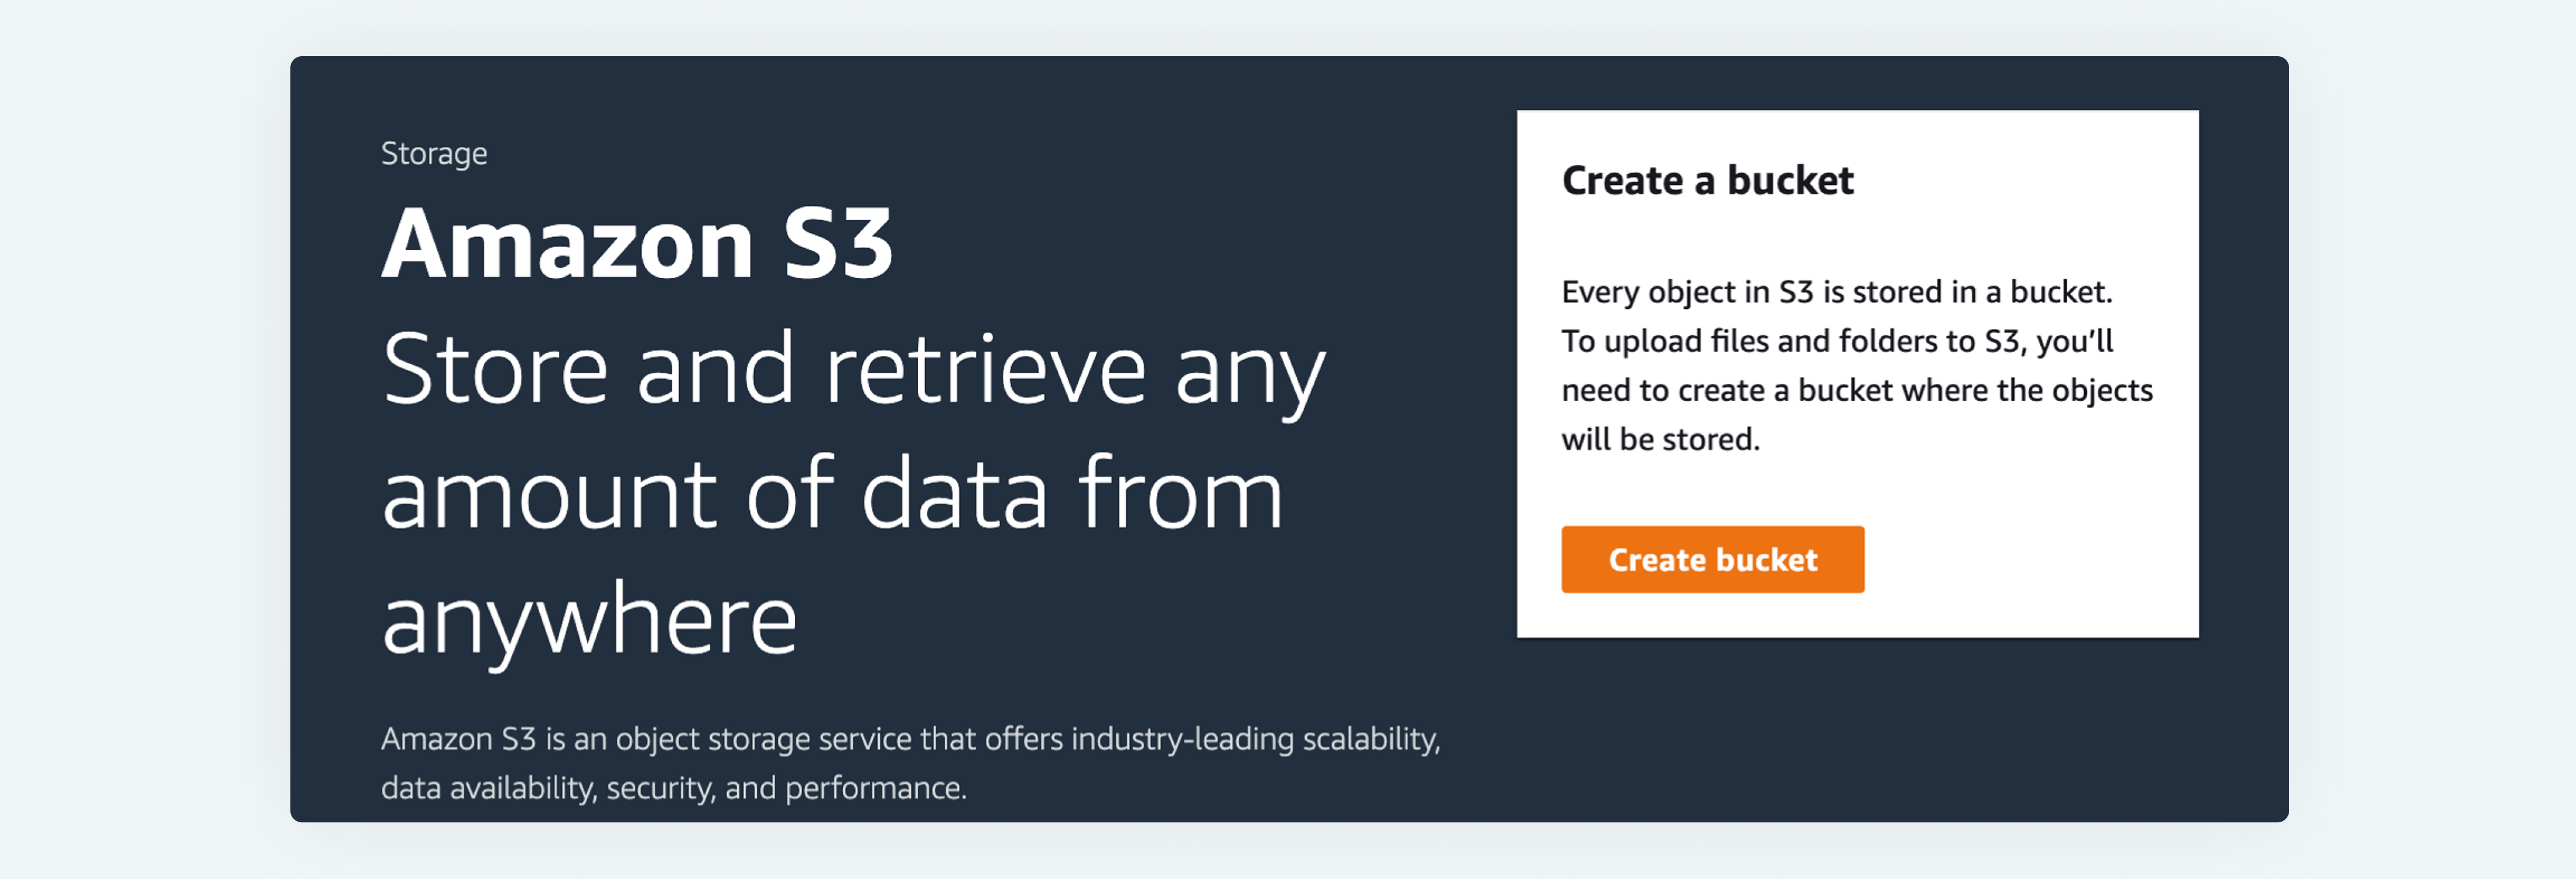 Storage
Amazon S3
Store and retrieve any
amount of data from
anywhere
Amazon S3 is an object storage service that offers industry-leading scalability,
data availability, security, and performance.
Create a bucket
Every object in S3 is stored in a bucket.
To upload files and folders to S3, you’ll
need to create a bucket where the objects
will be stored.
Create bucket